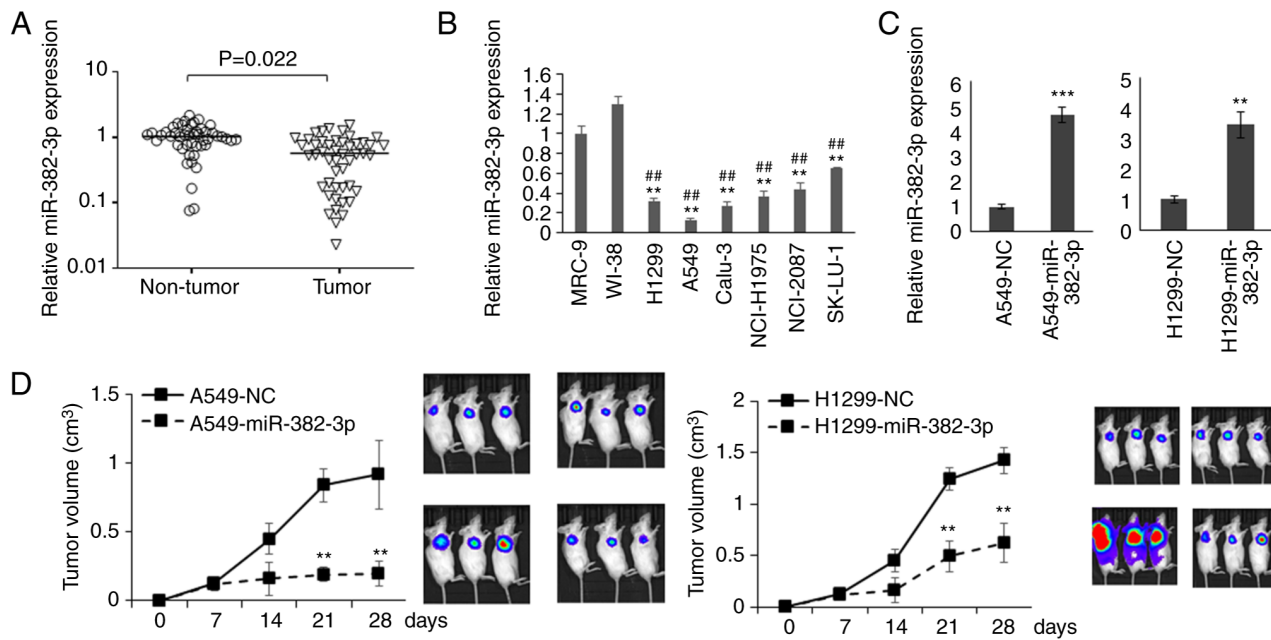 A
Relative miR-382-3p expression
P=0.022
10
1
0.1
0.01
Non-tumor
Tumor
B
Relative miR-382-3p expression
1.6
1.4
1.2
1
0.8
0.6
0.4
0.2
0
##
**
##
**
##
**
##
**
##
**
##
**
MRC-9
WI-38
H1299
A549
Calu-3
NCI-H1975
NCI-2087
SK-LU-1
C
Relative miR-382-3p expression
6
5
4
3
2
1
0
***
A549-NC
A549-miR-
382-3p
5
4
3
2
1
0
**
H1299-NC
H1299-miR-
382-3p
D
Tumor volume (cm³)
1.5
1
0.5
0
A549-NC
A549-miR-382-3p
**
**
0 7 14 21 28 days
Tumor volume (cm³)
2
1.5
1
0.5
0
H1299-NC
H1299-miR-382-3p
**
**
0 7 14 21 28 days